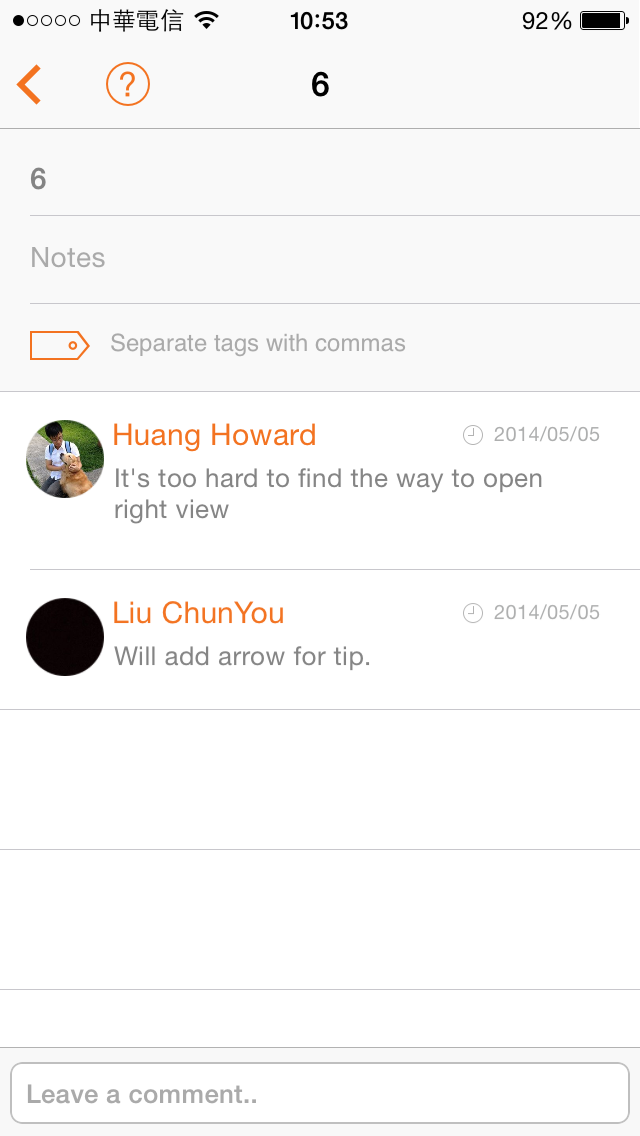 中華電信 10:53 92%
? 6
6
Notes
Separate tags with commas
Huang Howard 2014/05/05
It's too hard to find the way to open
right view
Liu ChunYou 2014/05/05
Will add arrow for tip.
Leave a comment..